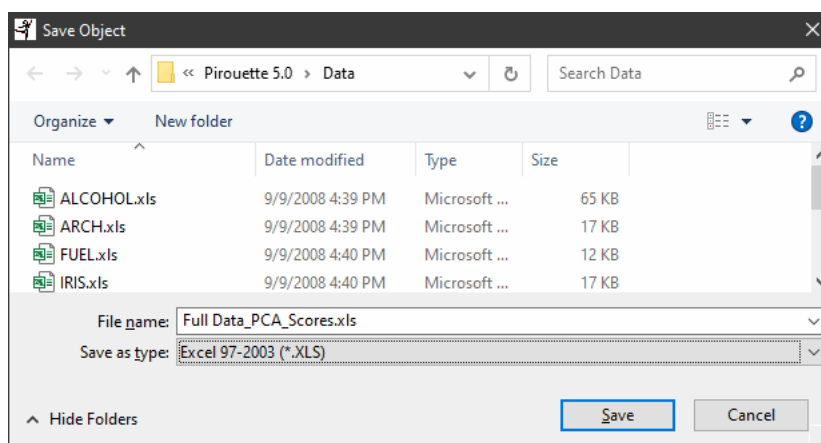 Save Object
« Pirouette 5.0 › Data Search Data
Organize New folder ?
Name Date modified Type Size
ALCOHOL.xls 9/9/2008 4:39 PM Microsoft ... 65 KB
ARCH.xls 9/9/2008 4:39 PM Microsoft ... 17 KB
FUEL.xls 9/9/2008 4:40 PM Microsoft ... 12 KB
IRIS.xls 9/9/2008 4:40 PM Microsoft ... 17 KB
File name: Full Data_PCA_Scores.xls
Save as type: Excel 97-2003 (*.XLS)
Hide Folders Save Cancel